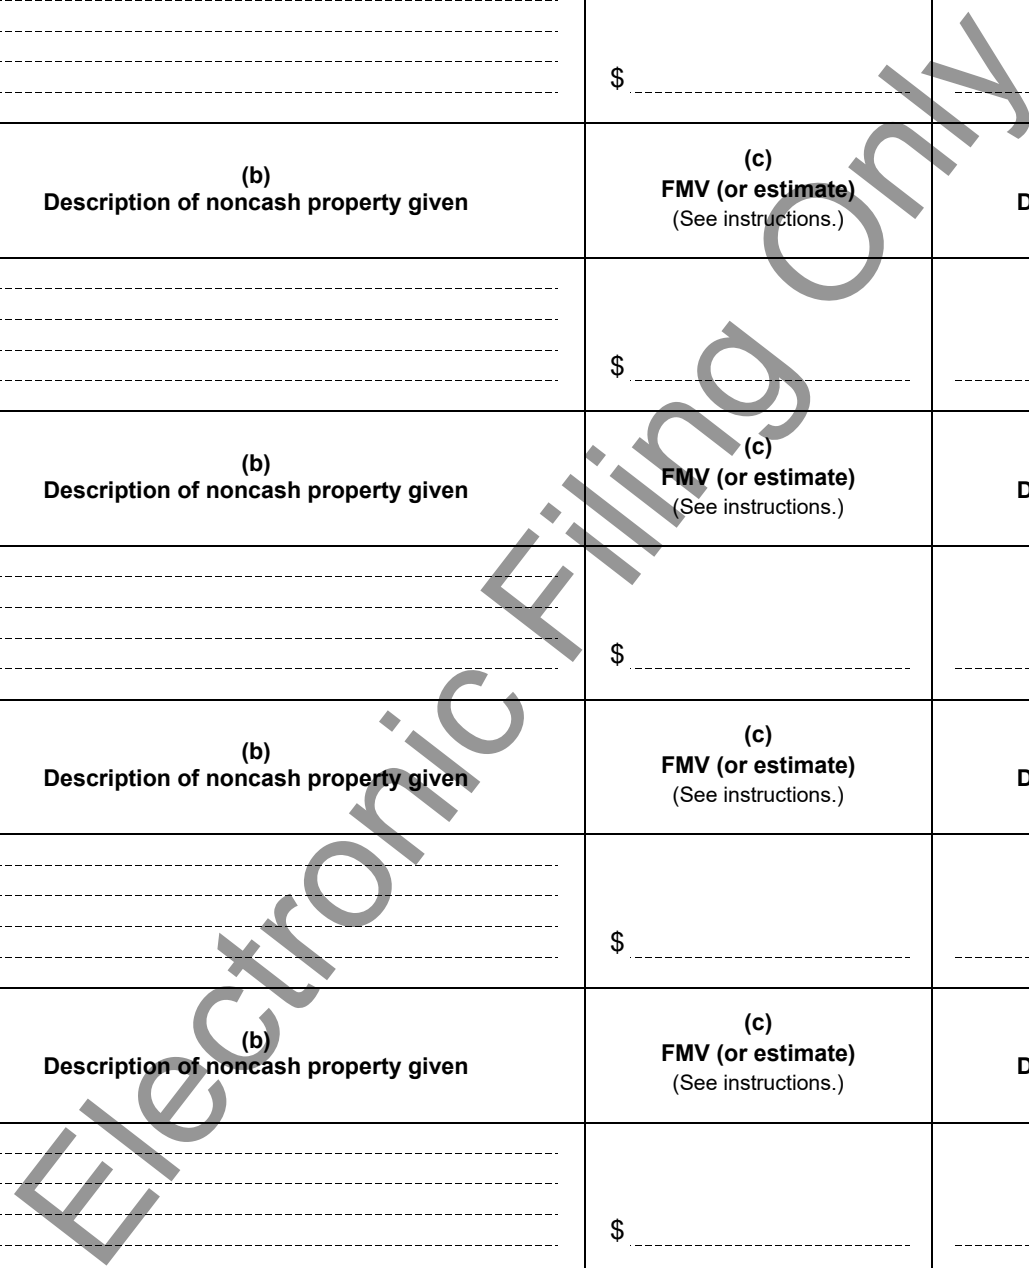 $
(b)
Description of noncash property given
(c)
FMV (or estimate)
(See instructions.)
D
$
(b)
Description of noncash property given
(c)
FMV (or estimate)
(See instructions.)
D
$
(b)
Description of noncash property given
(c)
FMV (or estimate)
(See instructions.)
D
$
(b)
Description of noncash property given
(c)
FMV (or estimate)
(See instructions.)
D
$
Electronic Filing Only